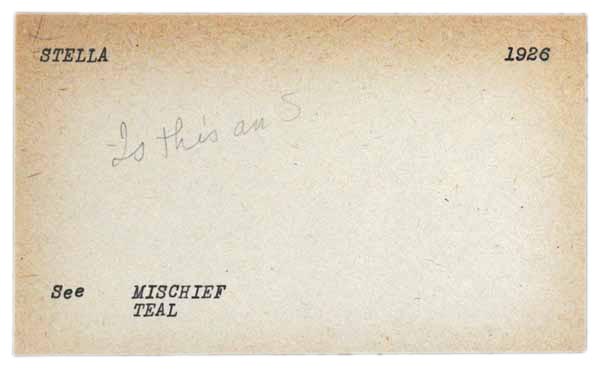 STELLA 1926
Is this an S
See MISCHIEF
TEAL